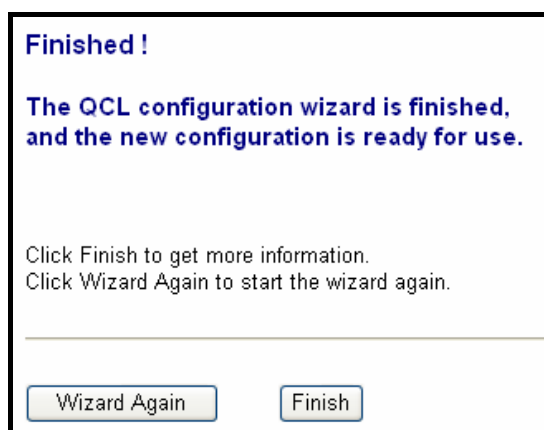 Finished !
The QCL configuration wizard is finished,
and the new configuration is ready for use.
Click Finish to get more information.
Click Wizard Again to start the wizard again.
Wizard Again
Finish